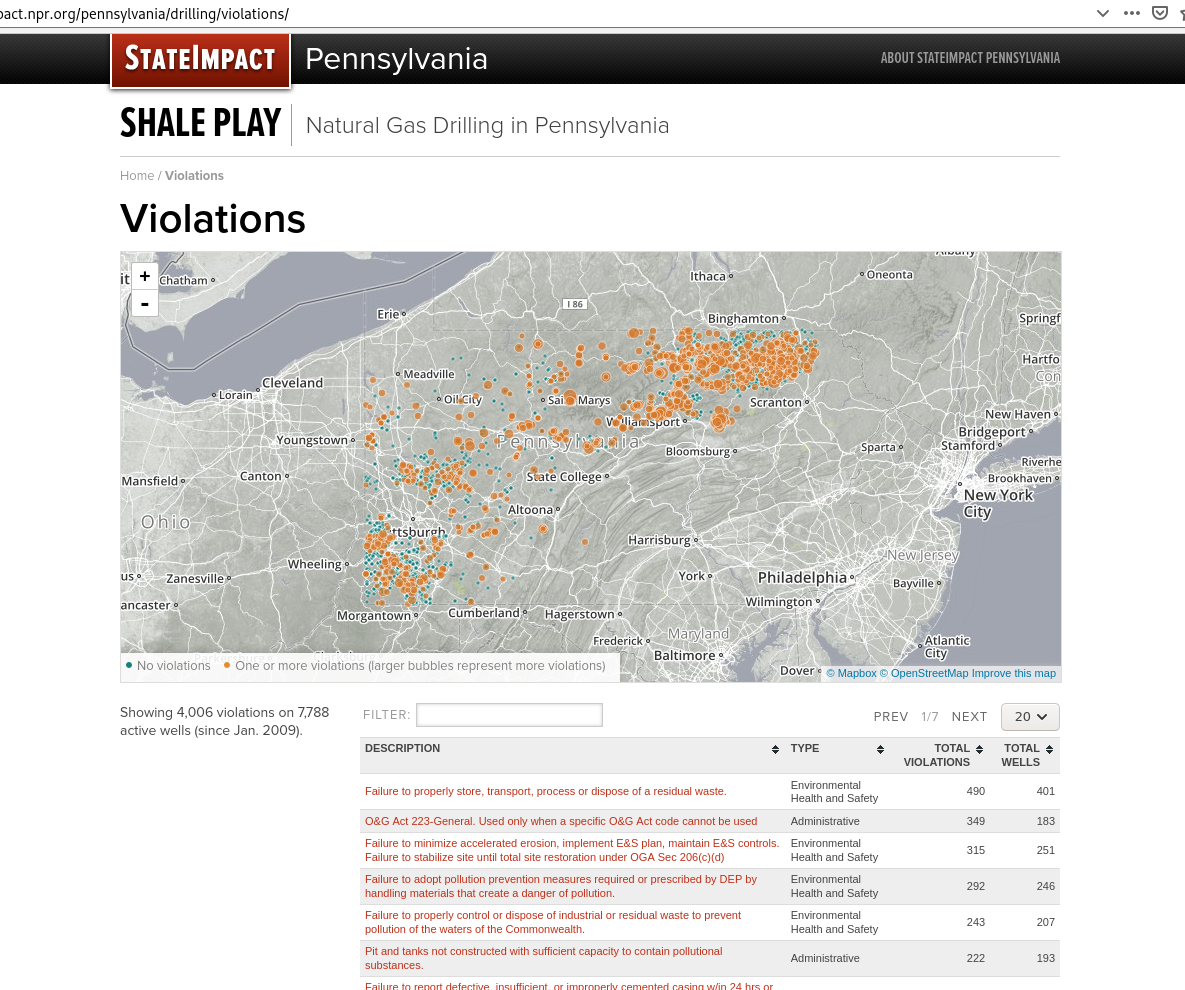 pact.npr.org/pennsylvania/drilling/violations/
STATEIMPACT Pennsylvania
ABOUT STATEIMPACT PENNSYLVANIA
SHALE PLAY
Natural Gas Drilling in Pennsylvania
Home / Violations
Violations
+
-
it
Chatham
Albany
Ithaca
Oneonta
I 86
Erie
Binghamton
Springf
Meadville
Hartfo
Con
Cleveland
Lorain
Oil City
Saint Marys
Scranton
New Haven
Williamsport
Bridgeport
Youngstown
Pennsylvania
Bloomsburg
Sparta
Stamford
Riverhe
Mansfield
Canton
State College
Brookhaven
New York
City
Altoona
Ohio
Pittsburgh
Harrisburg
New Jersey
Wheeling
us
Zanesville
York
Philadelphia
Bayville
ancaster
Wilmington
Morgantown
Cumberland
Hagerstown
Frederick
Maryland
Atlantic
City
Baltimore
Dover
No violations
One or more violations (larger bubbles represent more violations)
© Mapbox © OpenStreetMap Improve this map
Showing 4,006 violations on 7,788
active wells (since Jan. 2009).
FILTER:
PREV 1/7 NEXT 20
DESCRIPTION TYPE TOTAL VIOLATIONS TOTAL WELLS
Failure to properly store, transport, process or dispose of a residual waste. Environmental Health and Safety 490 401
O&G Act 223-General. Used only when a specific O&G Act code cannot be used Administrative 349 183
Failure to minimize accelerated erosion, implement E&S plan, maintain E&S controls.
Failure to stabilize site until total site restoration under OGA Sec 206(c)(d) Environmental Health and Safety 315 251
Failure to adopt pollution prevention measures required or prescribed by DEP by
handling materials that create a danger of pollution. Environmental Health and Safety 292 246
Failure to properly control or dispose of industrial or residual waste to prevent
pollution of the waters of the Commonwealth. Environmental Health and Safety 243 207
Pit and tanks not constructed with sufficient capacity to contain pollutional
substances. Administrative 222 193
Failure to report defective, insufficient, or improperly cemented casing w/in 24 hrs or